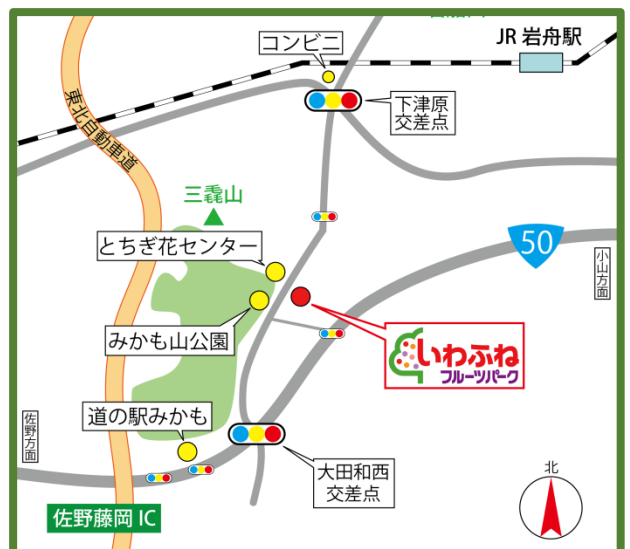 コンビニ
JR 岩舟駅
下津原
交差点
東北自動車道
三毳山
とちぎ花センター
50
小山方面
みかも山公園
いわふね
フルーツパーク
道の駅みかも
佐野方面
大田和西
交差点
北
佐野藤岡 IC